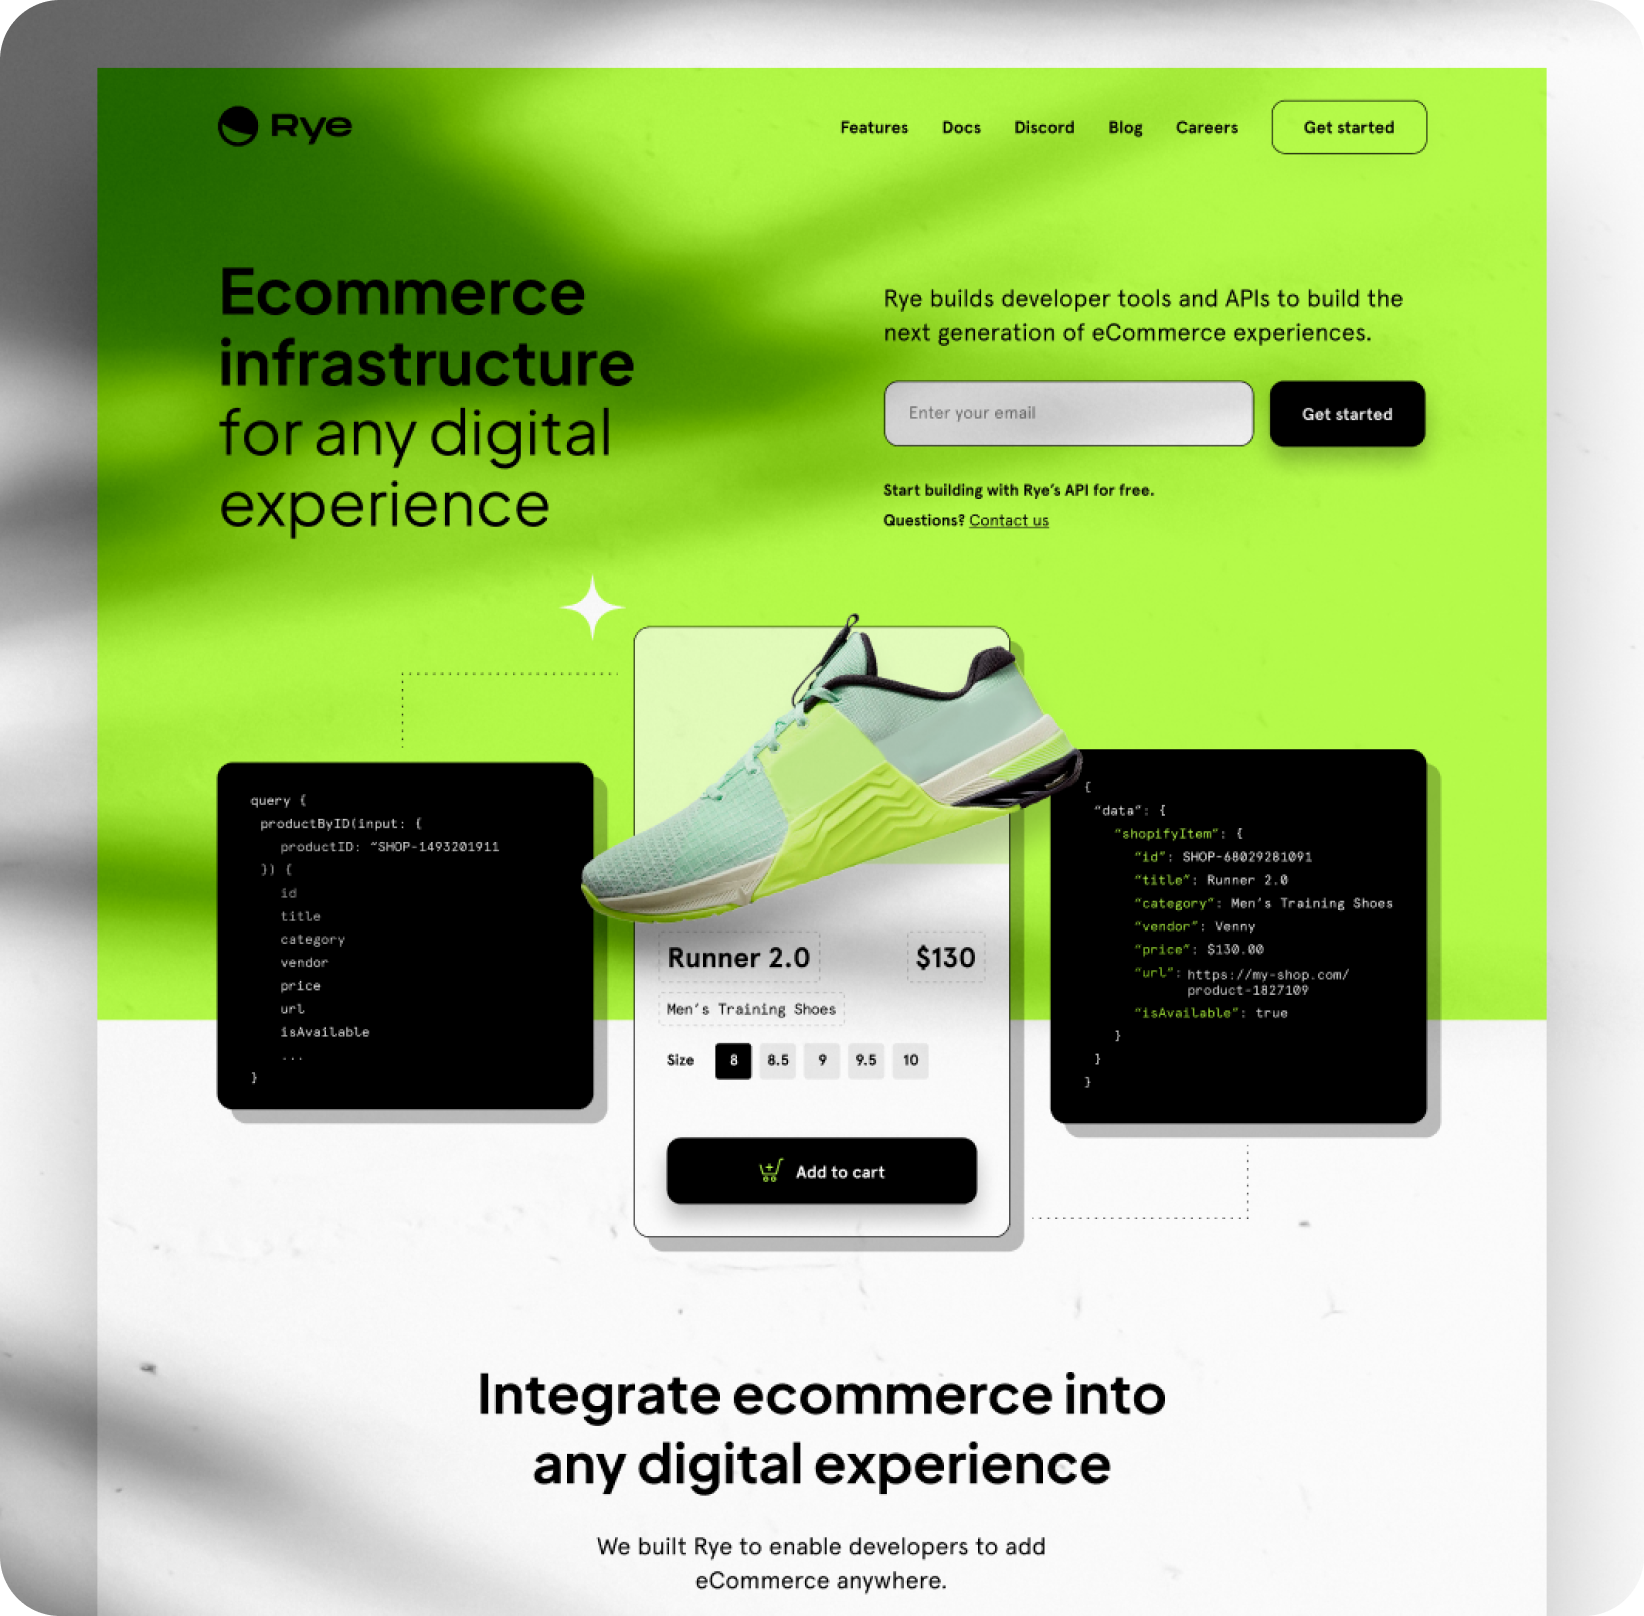 Rye
Features Docs Discord Blog Careers Get started
Ecommerce
infrastructure
for any digital
experience
Rye builds developer tools and APIs to build the
next generation of eCommerce experiences.
Enter your email
Get started
Start building with Rye’s API for free.
Questions? Contact us
query {
productByID(input: {
productID: “SHOP-1493201911
}) {
id
title
category
vendor
price
url
isAvailable
...
}
Runner 2.0 $130
Men’s Training Shoes
Size 8 8.5 9 9.5 10
Add to cart
{
“data”: {
“shopifyItem”: {
“id”: SHOP-68029281091
“title”: Runner 2.0
“category”: Men’s Training Shoes
“vendor”: Venny
“price”: $130.00
“url”: https://my-shop.com/
product-1827109
“isAvailable”: true
}
}
}
Integrate ecommerce into
any digital experience
We built Rye to enable developers to add
eCommerce anywhere.